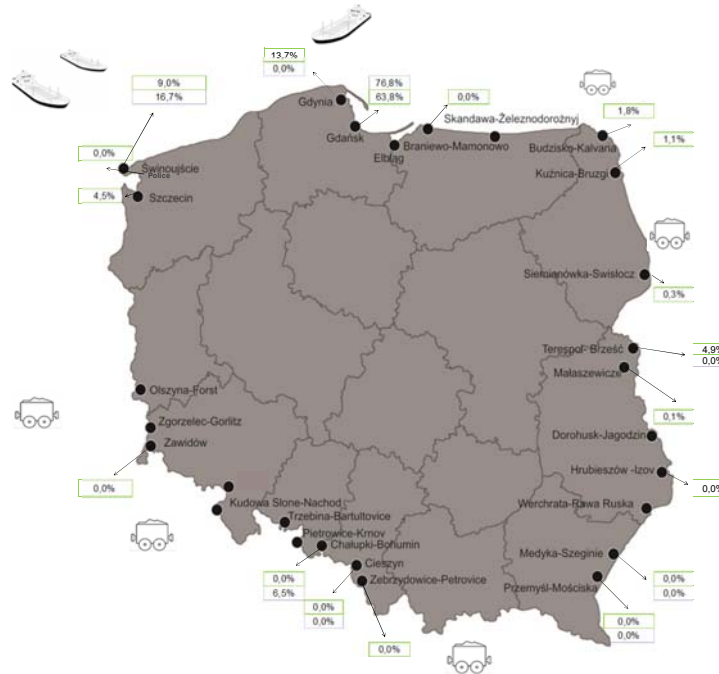 13,7%
0,0%
9,0%
16,7%
76,8%
63,8%
0,0%
1,8%
1,1%
Gdynia
Gdańsk
Elbląg
Braniewo-Mamonowo
Skandawa-Żeleznodorożnyj
Budzisko-Kalvaria
Kuźnica-Bruzgi
0,0%
Świnoujście
Police
4,5%
Szczecin
Siemianówka-Swisłocz
0,3%
Terespol- Brześć
4,9%
0,0%
Małaszewicze
0,1%
Olszyna-Forst
Zgorzelec-Gorlitz
Zawidów
0,0%
Dorohusk-Jagodzin
Hrubieszów -Izov
0,0%
Werchrata-Rawa Ruska
Kudowa Słone-Nachod
Trzebina-Bartultovice
Pietrowice-Krnov
Chałupki-Bohumin
Cieszyn
Zebrzydowice-Petrovice
Medyka-Szeginie
Przemyśl-Mościska
0,0%
6,5%
0,0%
0,0%
0,0%
0,0%
0,0%
0,0%
0,0%